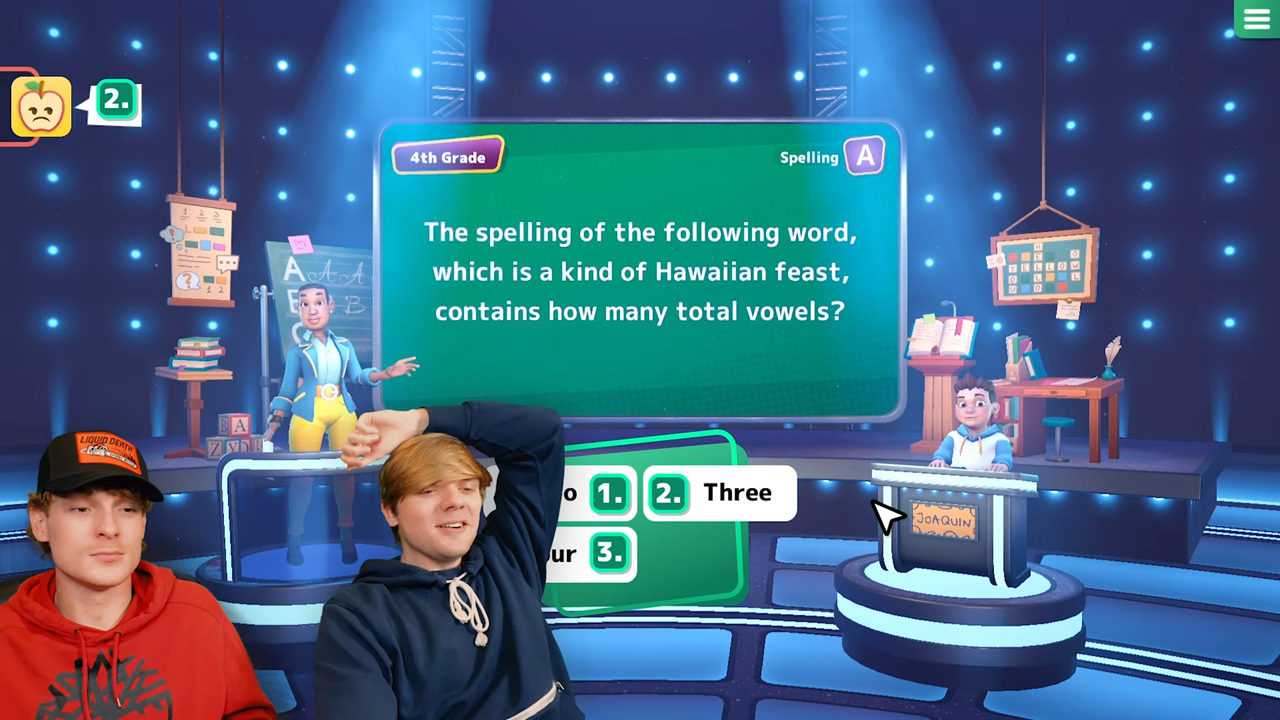 2.
4th Grade
Spelling A
The spelling of the following word,
which is a kind of Hawaiian feast,
contains how many total vowels?
A
B
BA
LIQUID DEATH
1. 2. Three
3.
JOAQUIN